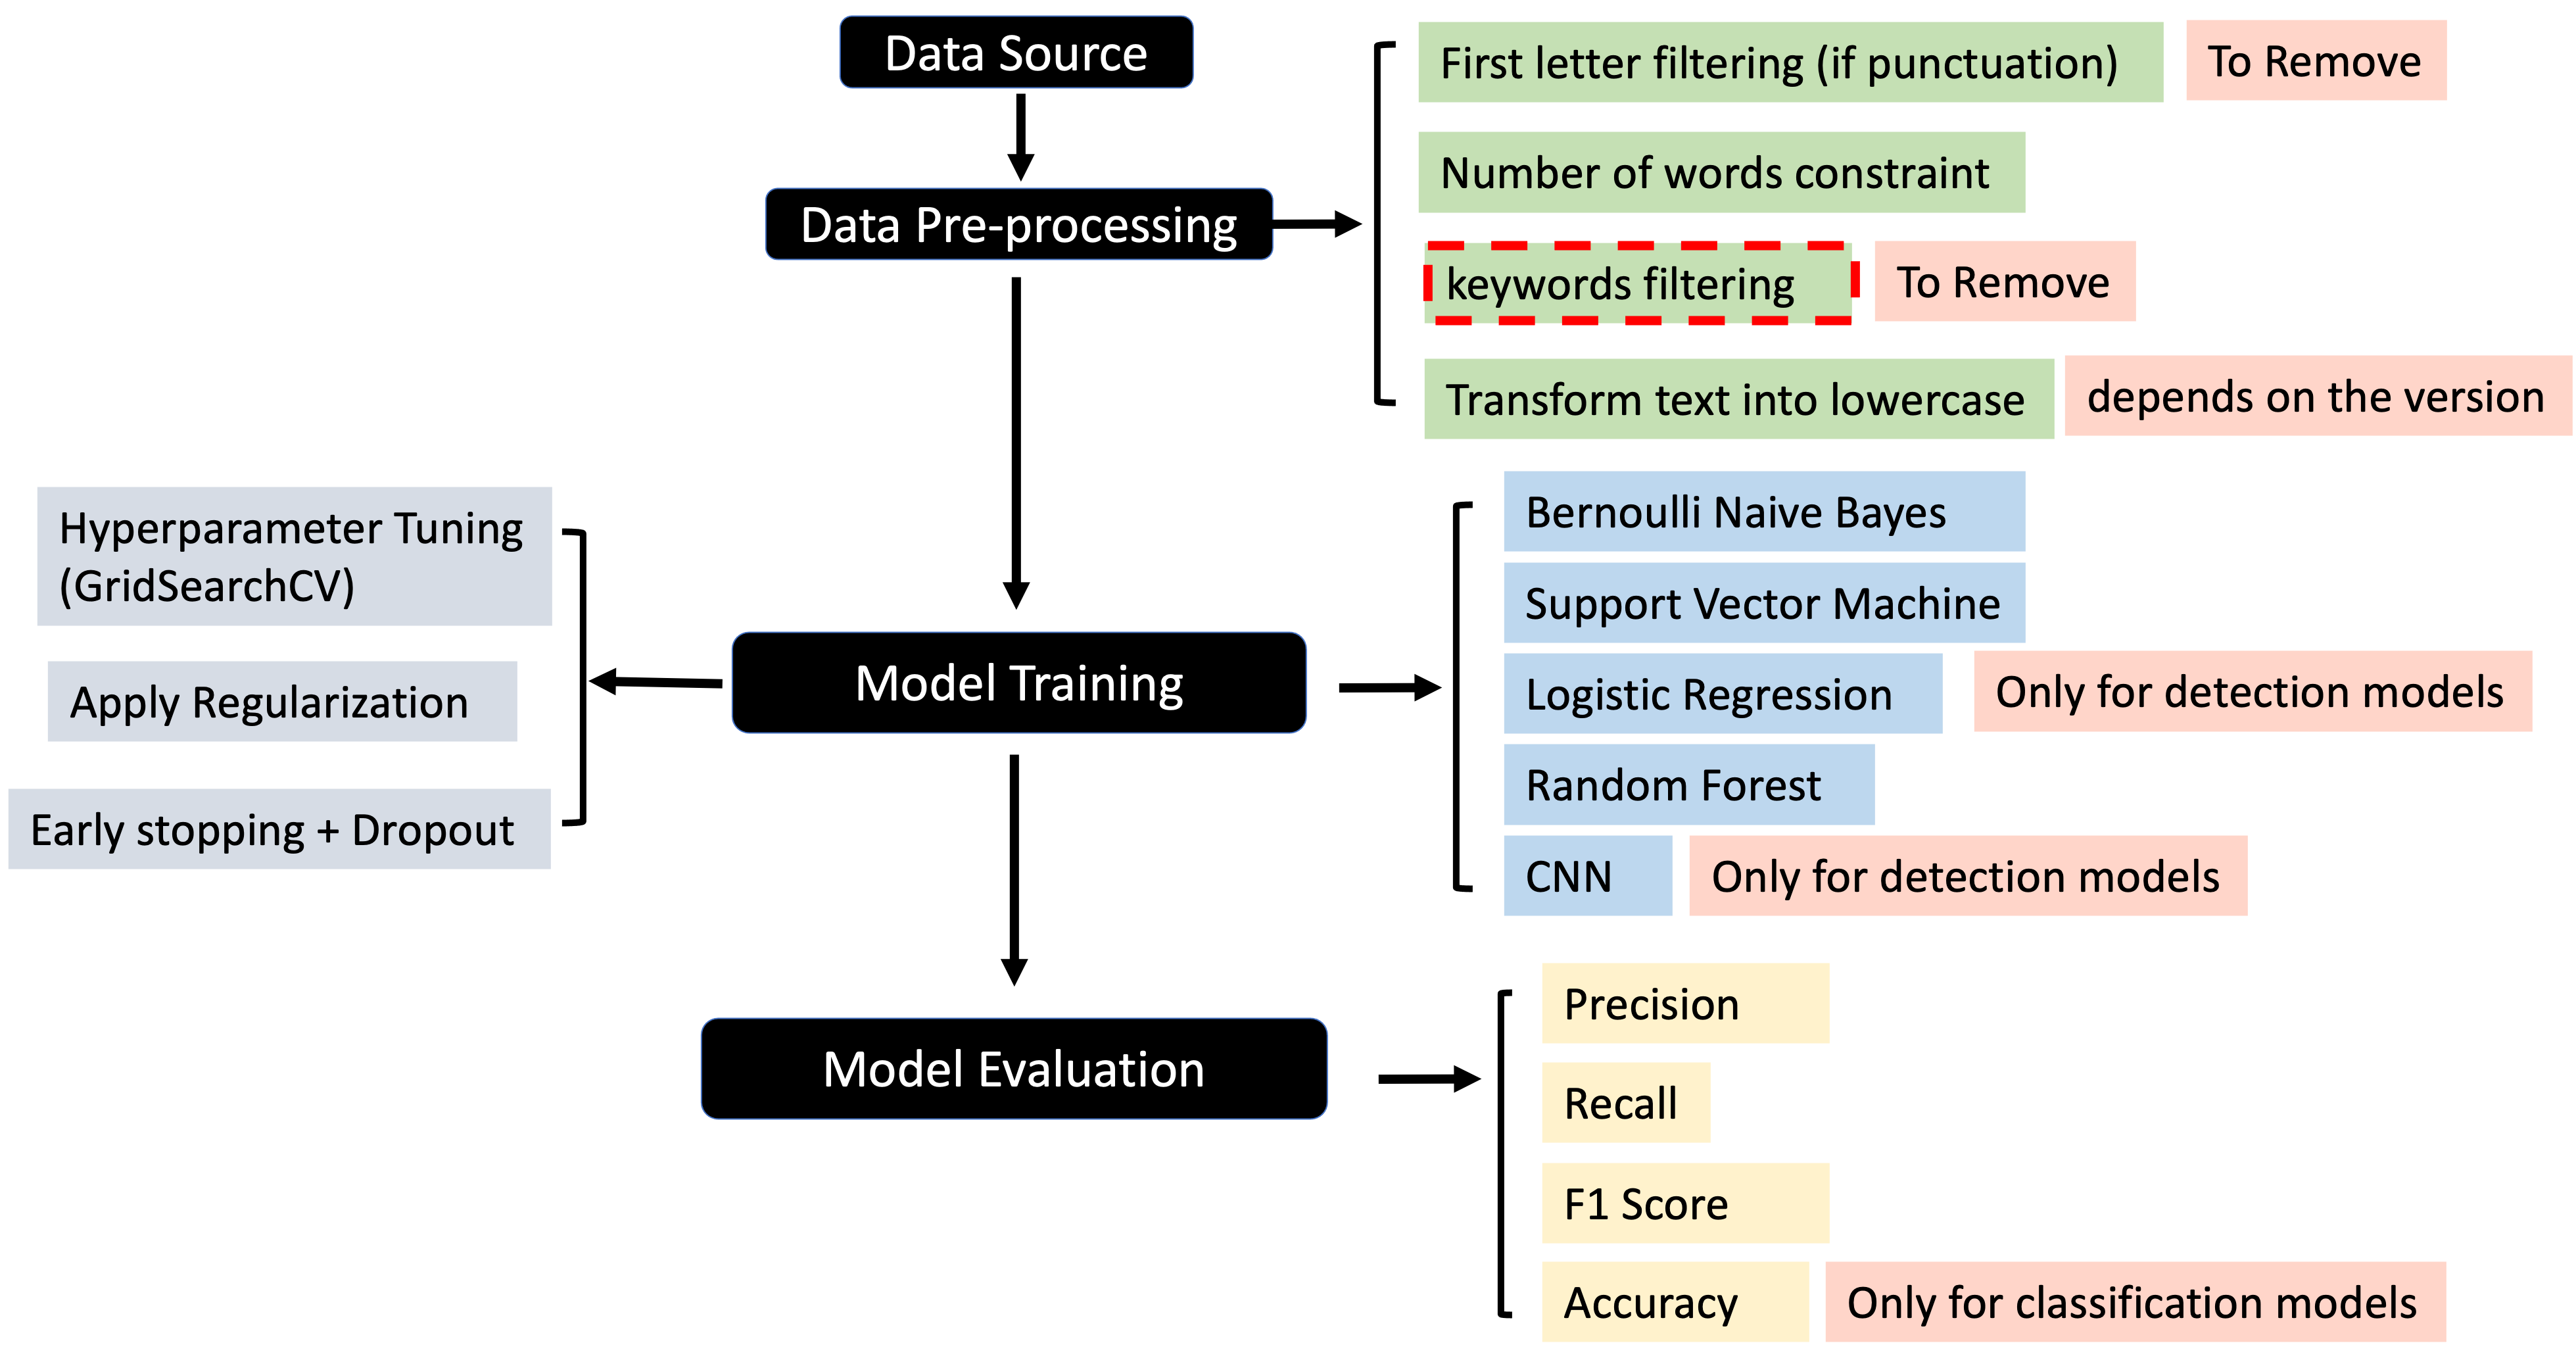 Data Source
First letter filtering (if punctuation)
To Remove
Number of words constraint
Data Pre-processing
keywords filtering
To Remove
Transform text into lowercase
depends on the version
Hyperparameter Tuning
(GridSearchCV)
Apply Regularization
Early stopping + Dropout
Model Training
Bernoulli Naive Bayes
Support Vector Machine
Logistic Regression
Only for detection models
Random Forest
CNN
Only for detection models
Model Evaluation
Precision
Recall
F1 Score
Accuracy
Only for classification models